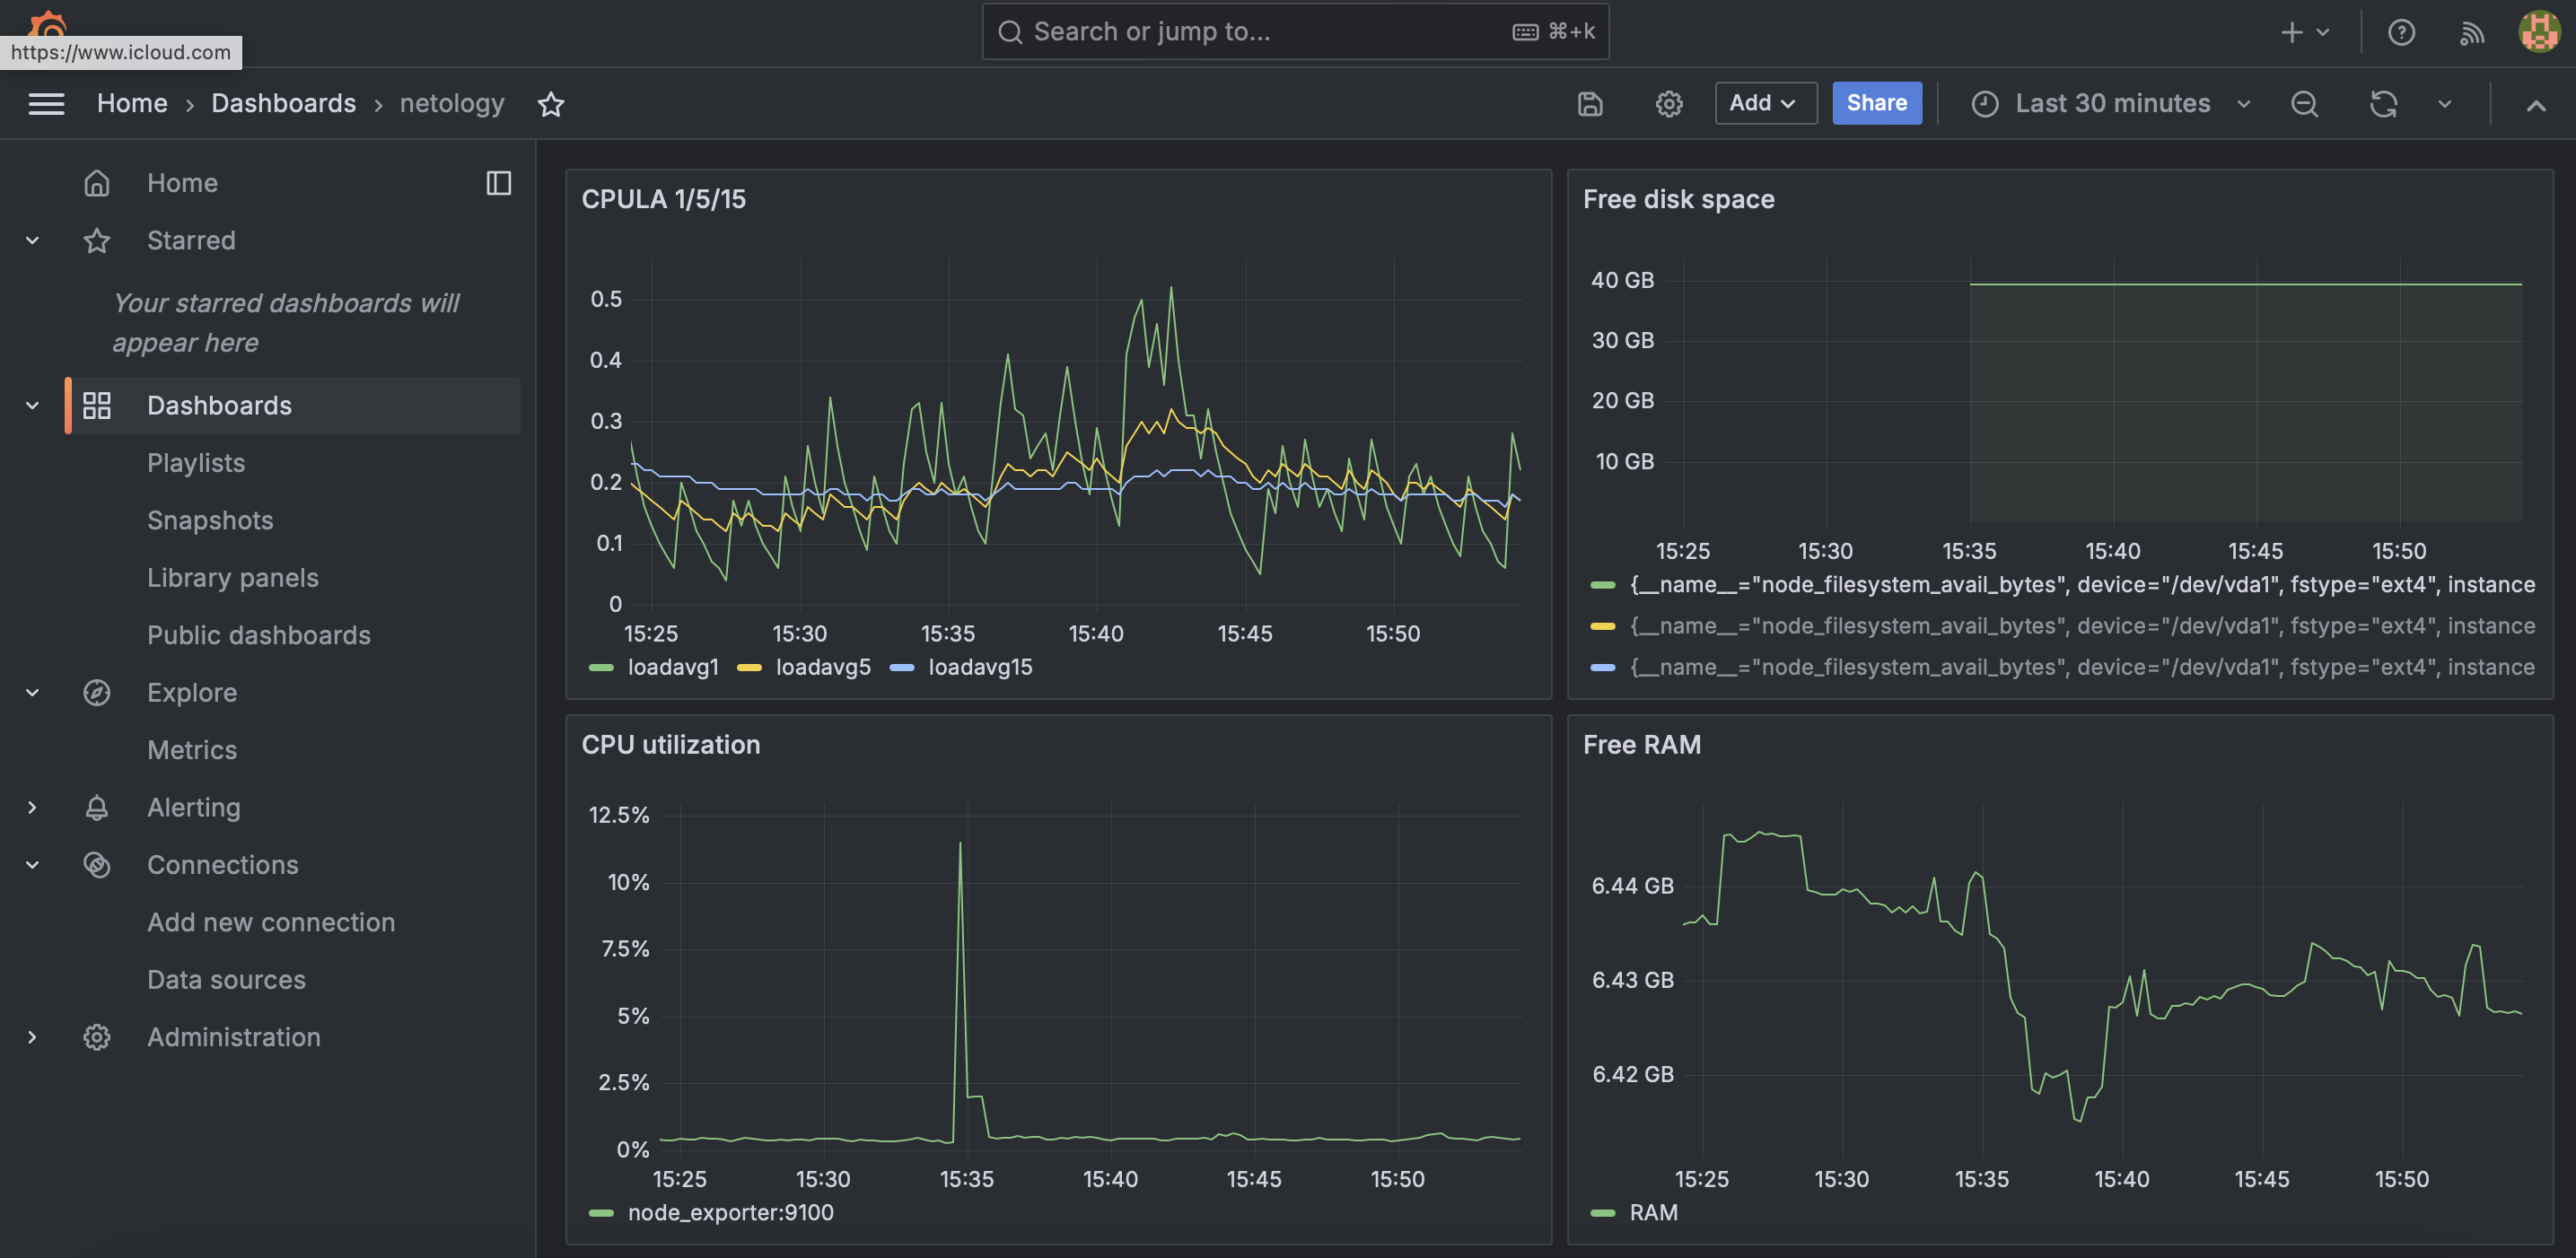 Search or jump to... ⌘+k
https://www.icloud.com
Home › Dashboards › netology Add Share Last 30 minutes
Home
Starred
Your starred dashboards will
appear here
Dashboards
Playlists
Snapshots
Library panels
Public dashboards
Explore
Metrics
Alerting
Connections
Add new connection
Data sources
Administration
CPULA 1/5/15
0.5
0.4
0.3
0.2
0.1
0
15:25 15:30 15:35 15:40 15:45 15:50
loadavg1 loadavg5 loadavg15
Free disk space
40 GB
30 GB
20 GB
10 GB
15:25 15:30 15:35 15:40 15:45 15:50
{__name__="node_filesystem_avail_bytes", device="/dev/vda1", fstype="ext4", instance
{__name__="node_filesystem_avail_bytes", device="/dev/vda1", fstype="ext4", instance
{__name__="node_filesystem_avail_bytes", device="/dev/vda1", fstype="ext4", instance
CPU utilization
12.5%
10%
7.5%
5%
2.5%
0%
15:25 15:30 15:35 15:40 15:45 15:50
node_exporter:9100
Free RAM
6.44 GB
6.43 GB
6.42 GB
15:25 15:30 15:35 15:40 15:45 15:50
RAM